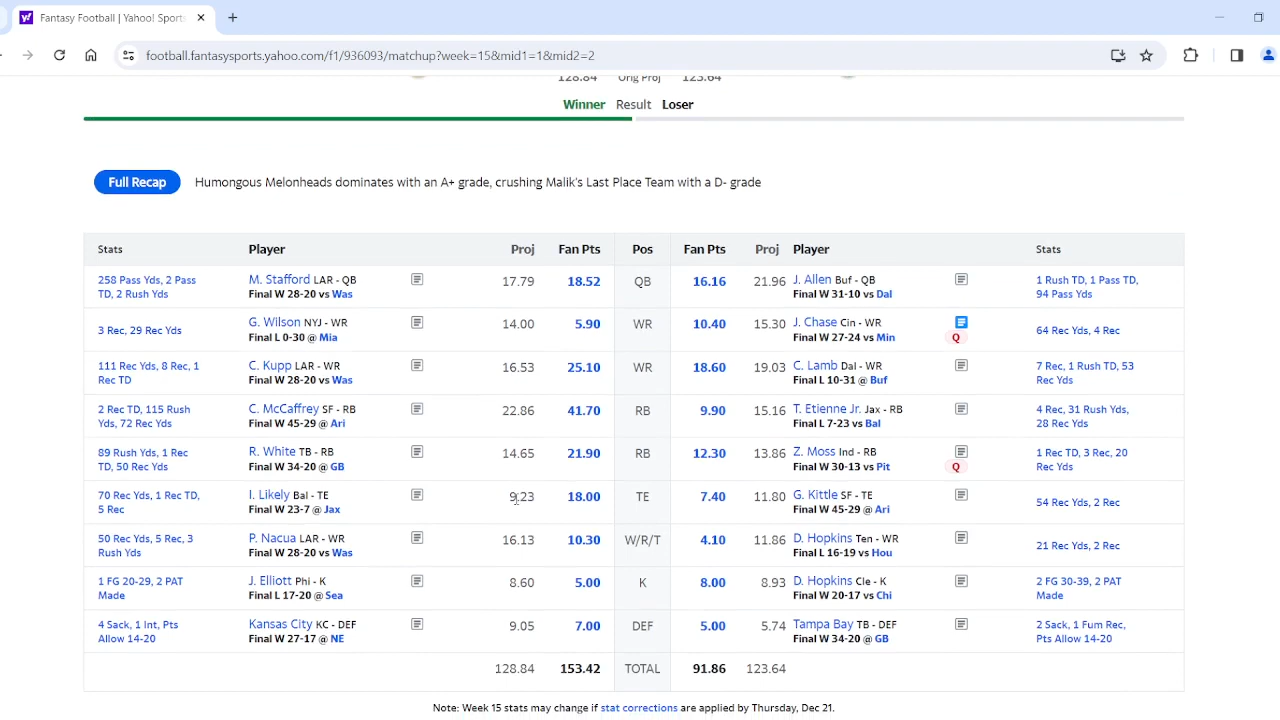 Fantasy Football | Yahoo! Sports
football.fantasysports.yahoo.com/f1/936093/matchup?week=15&mid1=1&mid2=2
128.84 Orig Proj 123.64
Winner Result Loser
Full Recap Humongous Melonheads dominates with an A+ grade, crushing Malik's Last Place Team with a D- grade
Stats Player Proj Fan Pts Pos Fan Pts Proj Player Stats
258 Pass Yds, 2 Pass M. Stafford LAR - QB 17.79 18.52 QB 16.16 21.96 J. Allen Buf - QB 1 Rush TD, 1 Pass TD,
TD, 2 Rush Yds Final W 28-20 vs Was Final W 31-10 vs Dal 94 Pass Yds
3 Rec, 29 Rec Yds G. Wilson NYJ - WR 14.00 5.90 WR 10.40 15.30 J. Chase Cin - WR 64 Rec Yds, 4 Rec
Final L 0-30 @ Mia Final W 27-24 vs Min Q
111 Rec Yds, 8 Rec, 1 C. Kupp LAR - WR 16.53 25.10 WR 18.60 19.03 C. Lamb Dal - WR 7 Rec, 1 Rush TD, 53
Rec TD Final W 28-20 vs Was Final L 10-31 @ Buf Rec Yds
2 Rec TD, 115 Rush C. McCaffrey SF - RB 22.86 41.70 RB 9.90 15.16 T. Etienne Jr. Jax - RB 4 Rec, 31 Rush Yds,
Yds, 72 Rec Yds Final W 45-29 @ Ari Final L 7-23 vs Bal 28 Rec Yds
89 Rush Yds, 1 Rec R. White TB - RB 14.65 21.90 RB 12.30 13.86 Z. Moss Ind - RB 1 Rec TD, 3 Rec, 20
TD, 50 Rec Yds Final W 34-20 @ GB Final W 30-13 vs Pit Q Rec Yds
70 Rec Yds, 1 Rec TD, I. Likely Bal - TE 9.23 18.00 TE 7.40 11.80 G. Kittle SF - TE 54 Rec Yds, 2 Rec
5 Rec Final W 23-7 @ Jax Final W 45-29 @ Ari
50 Rec Yds, 5 Rec, 3 P. Nacua LAR - WR 16.13 10.30 W/R/T 4.10 11.86 D. Hopkins Ten - WR 21 Rec Yds, 2 Rec
Rush Yds Final W 28-20 vs Was Final L 16-19 vs Hou
1 FG 20-29, 2 PAT J. Elliott Phi - K 8.60 5.00 K 8.00 8.93 D. Hopkins Cle - K 2 FG 30-39, 2 PAT
Made Final L 17-20 @ Sea Final W 20-17 vs Chi Made
4 Sack, 1 Int, Pts Kansas City KC - DEF 9.05 7.00 DEF 5.00 5.74 Tampa Bay TB - DEF 2 Sack, 1 Fum Rec,
Allow 14-20 Final W 27-17 @ NE Final W 34-20 @ GB Pts Allow 14-20
128.84 153.42 TOTAL 91.86 123.64
Note: Week 15 stats may change if stat corrections are applied by Thursday, Dec 21.